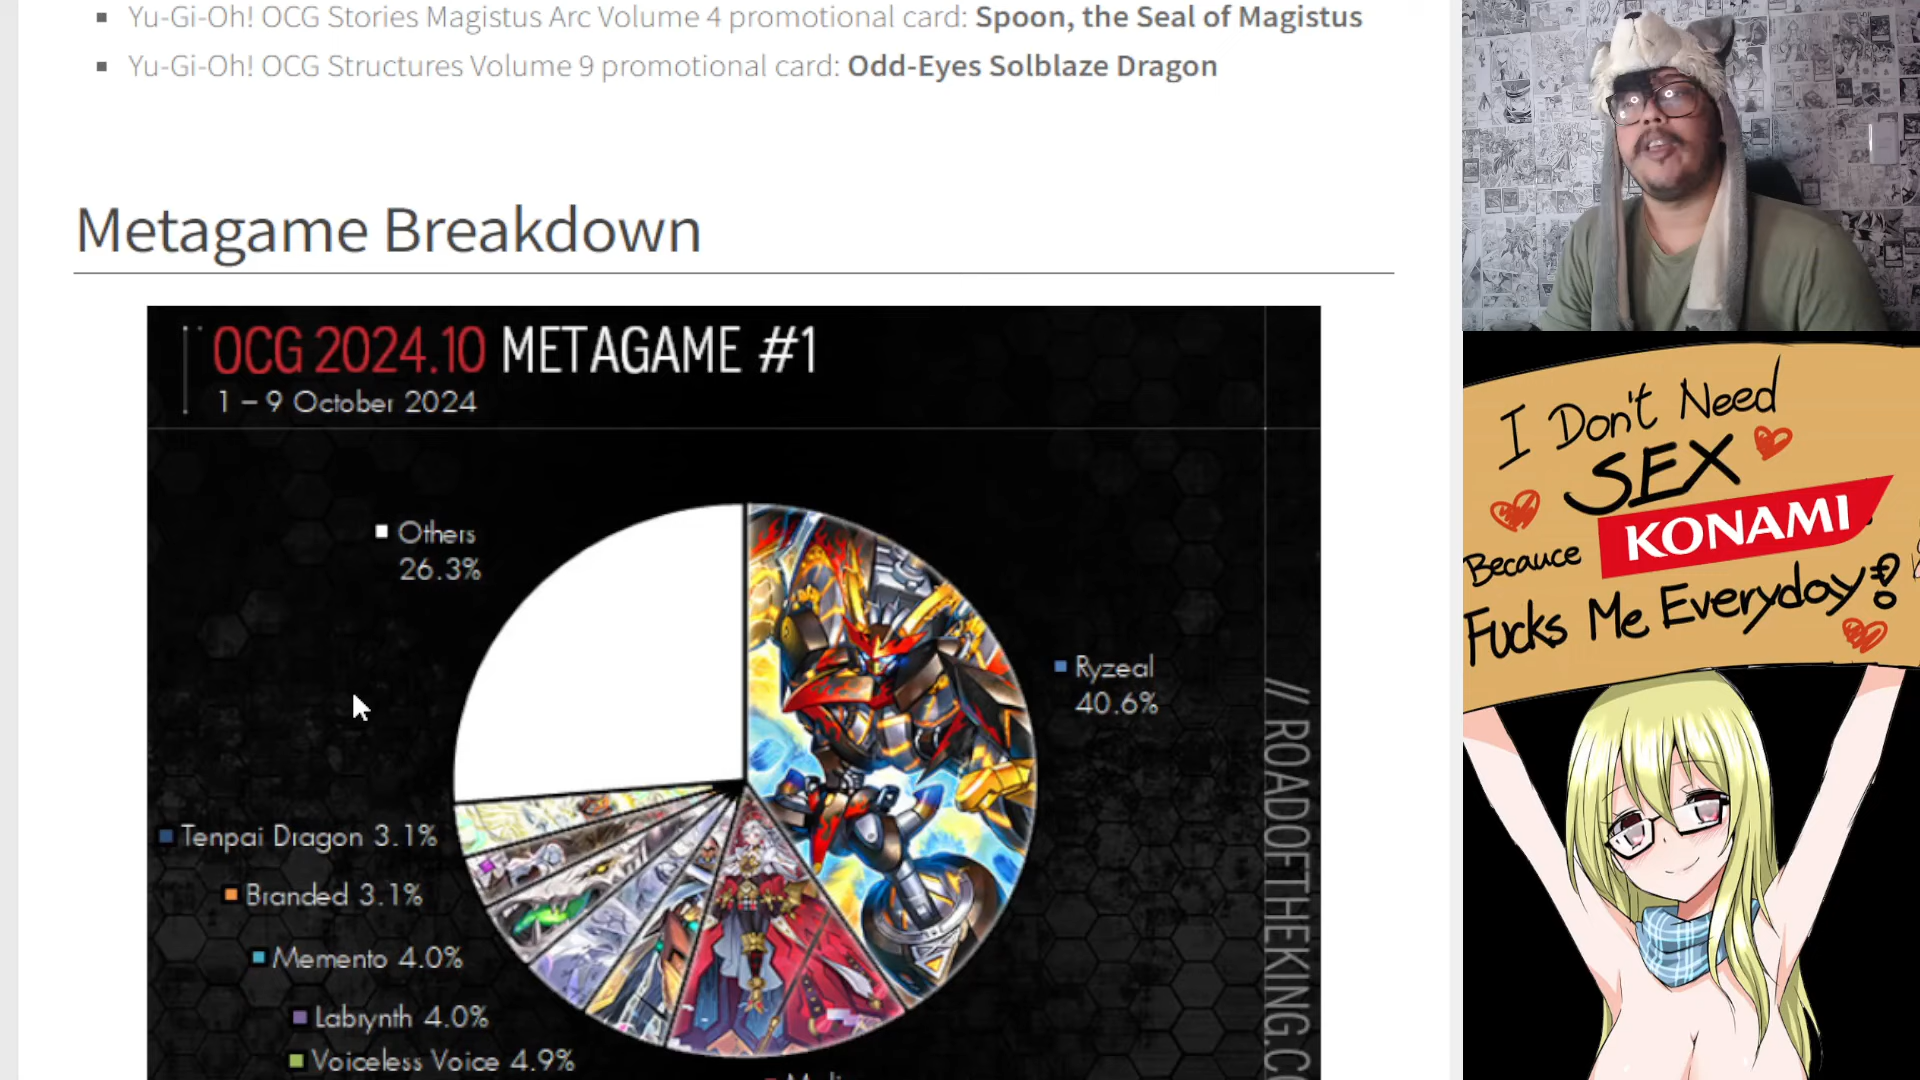 Yu-Gi-Oh! OCG Stories Magistus Arc Volume 4 promotional card: Spoon, the Seal of Magistus
Yu-Gi-Oh! OCG Structures Volume 9 promotional card: Odd-Eyes Solblaze Dragon
Metagame Breakdown
OCG 2024.10 METAGAME #1
1 – 9 October 2024
Others
26.3%
Ryzeal
40.6%
Tenpai Dragon 3.1%
Branded 3.1%
Memento 4.0%
Labrynth 4.0%
Voiceless Voice 4.9%
//ROADOFTHEKING.C
I Don't Need
SEX
Becauce KONAMI
Fucks Me Everyday!